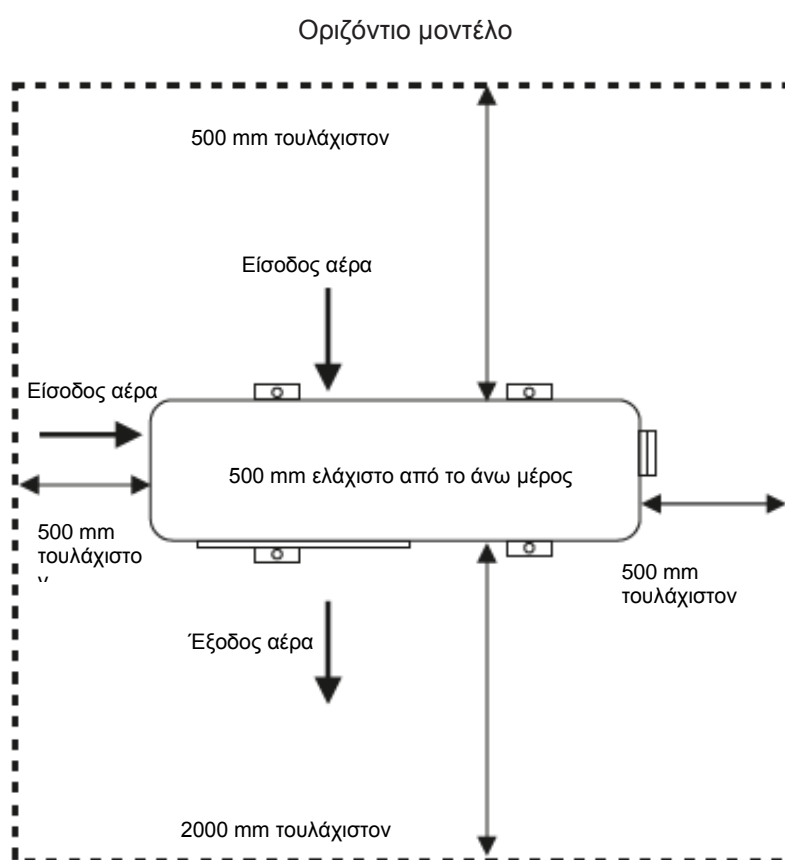 Οριζόντιο μοντέλο
500 mm τουλάχιστον
Είσοδος αέρα
Είσοδος αέρα
500 mm ελάχιστο από το άνω μέρος
500 mm
τουλάχιστο
ν
500 mm
τουλάχιστον
Έξοδος αέρα
2000 mm τουλάχιστον